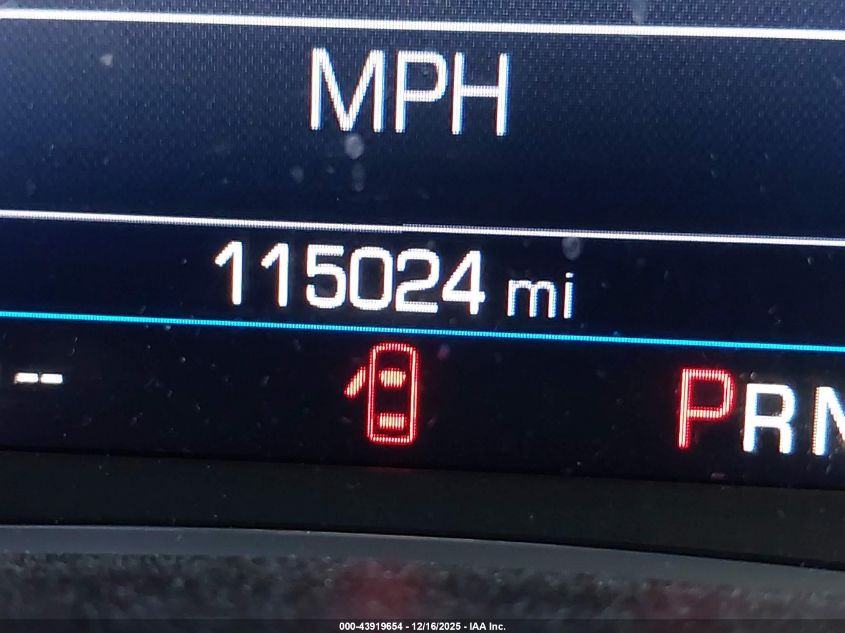 MPH
115024 mi
-- PRN
000-43919654 - 12/16/2025 - IAA Inc.